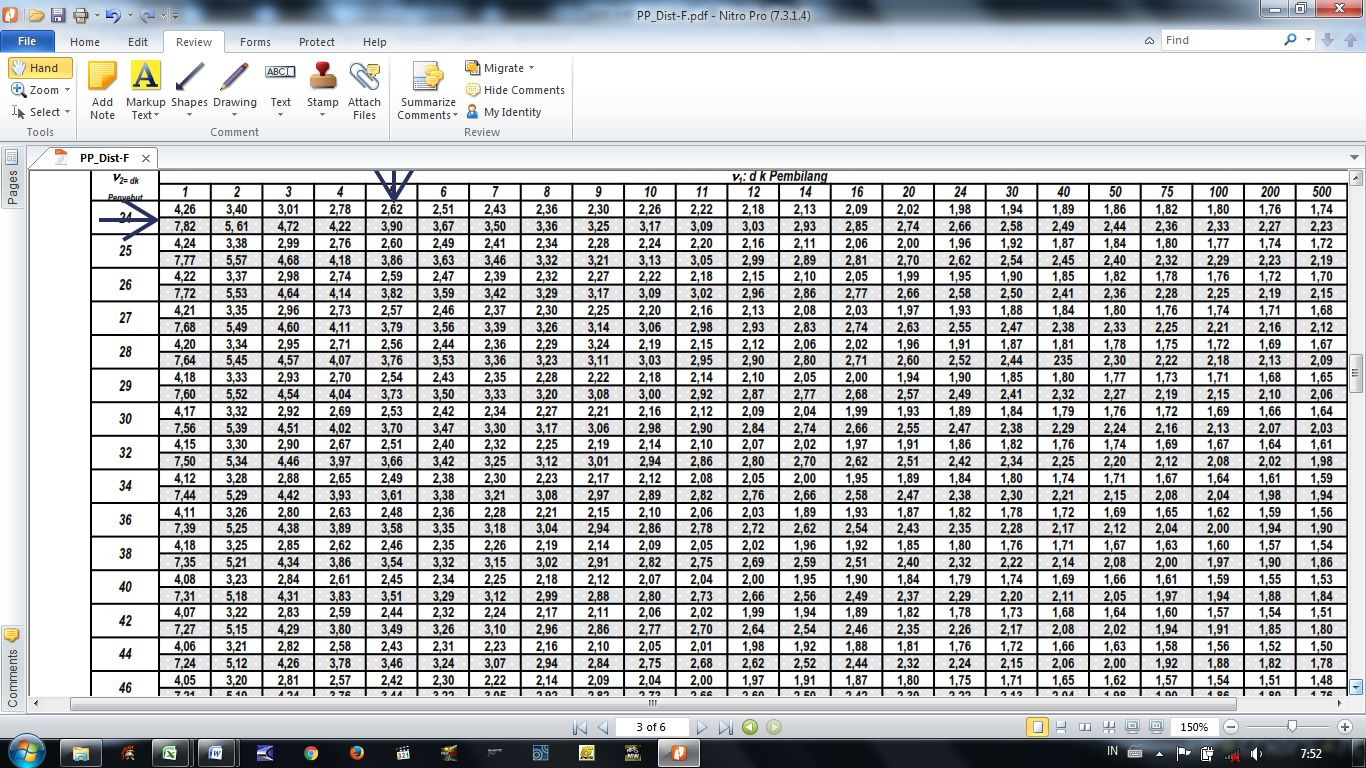 PP_Dist-F.pdf - Nitro Pro (7.3.1.4)
File Home Edit Review Forms Protect Help Find
Hand
Zoom
Select
Tools
Add Note
Markup Text
Shapes
Drawing
ABC
Text
Stamp
Attach Files
Comment
Summarize Comments
Migrate
Hide Comments
My Identity
Review
PP_Dist-F
Pages
Comments
ν2= dk Penyebut
ν1: d k Pembilang
1 2 3 4 6 7 8 9 10 11 12 14 16 20 24 30 40 50 75 100 200 500
24
4,26 3,40 3,01 2,78 2,62 2,51 2,43 2,36 2,30 2,26 2,22 2,18 2,13 2,09 2,02 1,98 1,94 1,89 1,86 1,82 1,80 1,76 1,74
7,82 5, 61 4,72 4,22 3,90 3,67 3,50 3,36 3,25 3,17 3,09 3,03 2,93 2,85 2,74 2,66 2,58 2,49 2,44 2,36 2,33 2,27 2,23
25
4,24 3,38 2,99 2,76 2,60 2,49 2,41 2,34 2,28 2,24 2,20 2,16 2,11 2,06 2,00 1,96 1,92 1,87 1,84 1,80 1,77 1,74 1,72
7,77 5,57 4,68 4,18 3,86 3,63 3,46 3,32 3,21 3,13 3,05 2,99 2,89 2,81 2,70 2,62 2,54 2,45 2,40 2,32 2,29 2,23 2,19
26
4,22 3,37 2,98 2,74 2,59 2,47 2,39 2,32 2,27 2,22 2,18 2,15 2,10 2,05 1,99 1,95 1,90 1,85 1,82 1,78 1,76 1,72 1,70
7,72 5,53 4,64 4,14 3,82 3,59 3,42 3,29 3,17 3,09 3,02 2,96 2,86 2,77 2,66 2,58 2,50 2,41 2,36 2,28 2,25 2,19 2,15
27
4,21 3,35 2,96 2,73 2,57 2,46 2,37 2,30 2,25 2,20 2,16 2,13 2,08 2,03 1,97 1,93 1,88 1,84 1,80 1,76 1,74 1,71 1,68
7,68 5,49 4,60 4,11 3,79 3,56 3,39 3,26 3,14 3,06 2,98 2,93 2,83 2,74 2,63 2,55 2,47 2,38 2,33 2,25 2,21 2,16 2,12
28
4,20 3,34 2,95 2,71 2,56 2,44 2,36 2,29 3,24 2,19 2,15 2,12 2,06 2,02 1,96 1,91 1,87 1,81 1,78 1,75 1,72 1,69 1,67
7,64 5,45 4,57 4,07 3,76 3,53 3,36 3,23 3,11 3,03 2,95 2,90 2,80 2,71 2,60 2,52 2,44 235 2,30 2,22 2,18 2,13 2,09
29
4,18 3,33 2,93 2,70 2,54 2,43 2,35 2,28 2,22 2,18 2,14 2,10 2,05 2,00 1,94 1,90 1,85 1,80 1,77 1,73 1,71 1,68 1,65
7,60 5,52 4,54 4,04 3,73 3,50 3,33 3,20 3,08 3,00 2,92 2,87 2,77 2,68 2,57 2,49 2,41 2,32 2,27 2,19 2,15 2,10 2,06
30
4,17 3,32 2,92 2,69 2,53 2,42 2,34 2,27 2,21 2,16 2,12 2,09 2,04 1,99 1,93 1,89 1,84 1,79 1,76 1,72 1,69 1,66 1,64
7,56 5,39 4,51 4,02 3,70 3,47 3,30 3,17 3,06 2,98 2,90 2,84 2,74 2,66 2,55 2,47 2,38 2,29 2,24 2,16 2,13 2,07 2,03
32
4,15 3,30 2,90 2,67 2,51 2,40 2,32 2,25 2,19 2,14 2,10 2,07 2,02 1,97 1,91 1,86 1,82 1,76 1,74 1,69 1,67 1,64 1,61
7,50 5,34 4,46 3,97 3,66 3,42 3,25 3,12 3,01 2,94 2,86 2,80 2,70 2,62 2,51 2,42 2,34 2,25 2,20 2,12 2,08 2,02 1,98
34
4,12 3,28 2,88 2,65 2,49 2,38 2,30 2,23 2,17 2,12 2,08 2,05 2,00 1,95 1,89 1,84 1,80 1,74 1,71 1,67 1,64 1,61 1,59
7,44 5,29 4,42 3,93 3,61 3,38 3,21 3,08 2,97 2,89 2,82 2,76 2,66 2,58 2,47 2,38 2,30 2,21 2,15 2,08 2,04 1,98 1,94
36
4,11 3,26 2,80 2,63 2,48 2,36 2,28 2,21 2,15 2,10 2,06 2,03 1,89 1,93 1,87 1,82 1,78 1,72 1,69 1,65 1,62 1,59 1,56
7,39 5,25 4,38 3,89 3,58 3,35 3,18 3,04 2,94 2,86 2,78 2,72 2,62 2,54 2,43 2,35 2,28 2,17 2,12 2,04 2,00 1,94 1,90
38
4,18 3,25 2,85 2,62 2,46 2,35 2,26 2,19 2,14 2,09 2,05 2,02 1,96 1,92 1,85 1,80 1,76 1,71 1,67 1,63 1,60 1,57 1,54
7,35 5,21 4,34 3,86 3,54 3,32 3,15 3,02 2,91 2,82 2,75 2,69 2,59 2,51 2,40 2,32 2,22 2,14 2,08 2,00 1,97 1,90 1,86
40
4,08 3,23 2,84 2,61 2,45 2,34 2,25 2,18 2,12 2,07 2,04 2,00 1,95 1,90 1,84 1,79 1,74 1,69 1,66 1,61 1,59 1,55 1,53
7,31 5,18 4,31 3,83 3,51 3,29 3,12 2,99 2,88 2,80 2,73 2,66 2,56 2,49 2,37 2,29 2,20 2,11 2,05 1,97 1,94 1,88 1,84
42
4,07 3,22 2,83 2,59 2,44 2,32 2,24 2,17 2,11 2,06 2,02 1,99 1,94 1,89 1,82 1,78 1,73 1,68 1,64 1,60 1,57 1,54 1,51
7,27 5,15 4,29 3,80 3,49 3,26 3,10 2,96 2,86 2,77 2,70 2,64 2,54 2,46 2,35 2,26 2,17 2,08 2,02 1,94 1,91 1,85 1,80
44
4,06 3,21 2,82 2,58 2,43 2,31 2,23 2,16 2,10 2,05 2,01 1,98 1,92 1,88 1,81 1,76 1,72 1,66 1,63 1,58 1,56 1,52 1,50
7,24 5,12 4,26 3,78 3,46 3,24 3,07 2,94 2,84 2,75 2,68 2,62 2,52 2,44 2,32 2,24 2,15 2,06 2,00 1,92 1,88 1,82 1,78
46
4,05 3,20 2,81 2,57 2,42 2,30 2,22 2,14 2,09 2,04 2,00 1,97 1,91 1,87 1,80 1,75 1,71 1,65 1,62 1,57 1,54 1,51 1,48
3 of 6
150%
IN
7:52